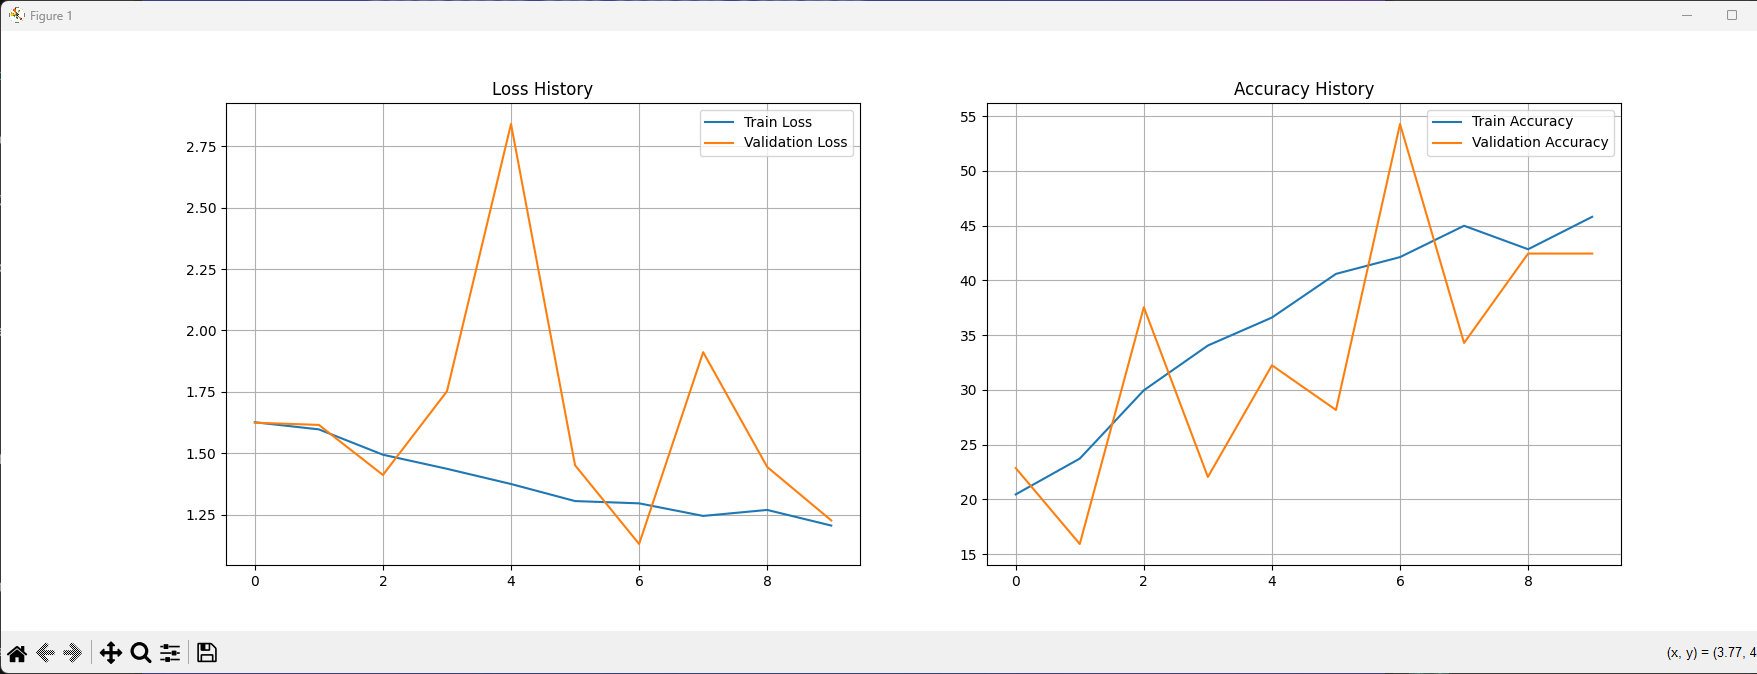 Figure 1
Loss History
Train Loss
Validation Loss
2.75
2.50
2.25
2.00
1.75
1.50
1.25
0 2 4 6 8
Accuracy History
Train Accuracy
Validation Accuracy
55
50
45
40
35
30
25
20
15
0 2 4 6 8
(x, y) = (3.77, 4